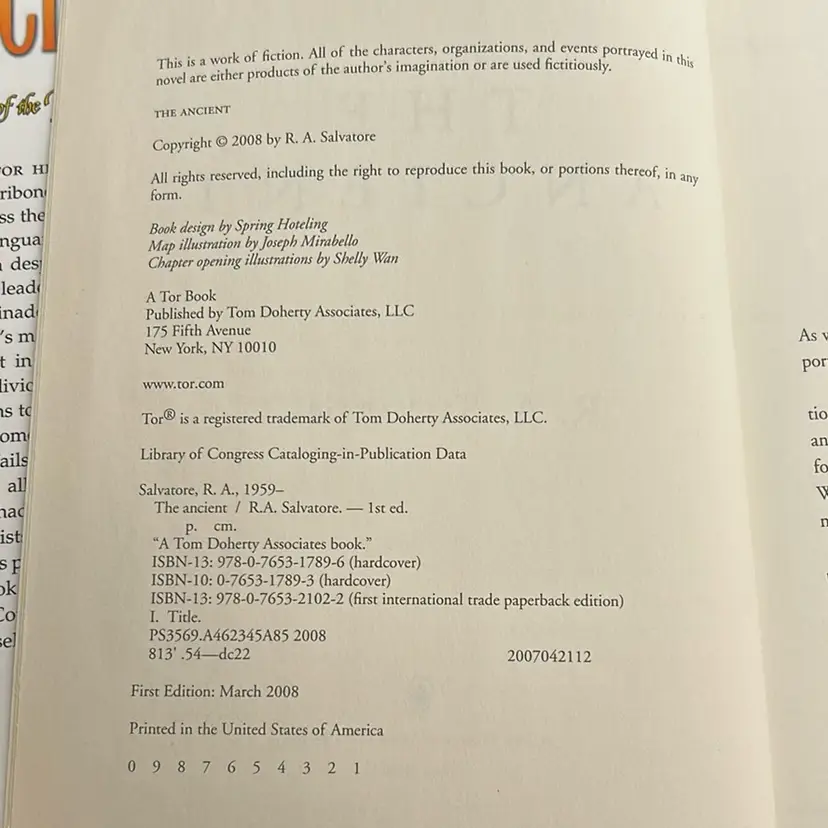 This is a work of fiction. All of the characters, organizations, and events portrayed in this
novel are either products of the author's imagination or are used fictitiously.
THE ANCIENT
Copyright © 2008 by R. A. Salvatore
All rights reserved, including the right to reproduce this book, or portions thereof, in any
form.
Book design by Spring Hoteling
Map illustration by Joseph Mirabello
Chapter opening illustrations by Shelly Wan
A Tor Book
Published by Tom Doherty Associates, LLC
175 Fifth Avenue
New York, NY 10010
www.tor.com
Tor® is a registered trademark of Tom Doherty Associates, LLC.
Library of Congress Cataloging-in-Publication Data
Salvatore, R. A., 1959–
The ancient / R.A. Salvatore. — 1st ed.
p. cm.
“A Tom Doherty Associates book.”
ISBN-13: 978-0-7653-1789-6 (hardcover)
ISBN-10: 0-7653-1789-3 (hardcover)
ISBN-13: 978-0-7653-2102-2 (first international trade paperback edition)
I. Title.
PS3569.A462345A85 2008
813'.54—dc22 2007042112
First Edition: March 2008
Printed in the United States of America
0 9 8 7 6 5 4 3 2 1